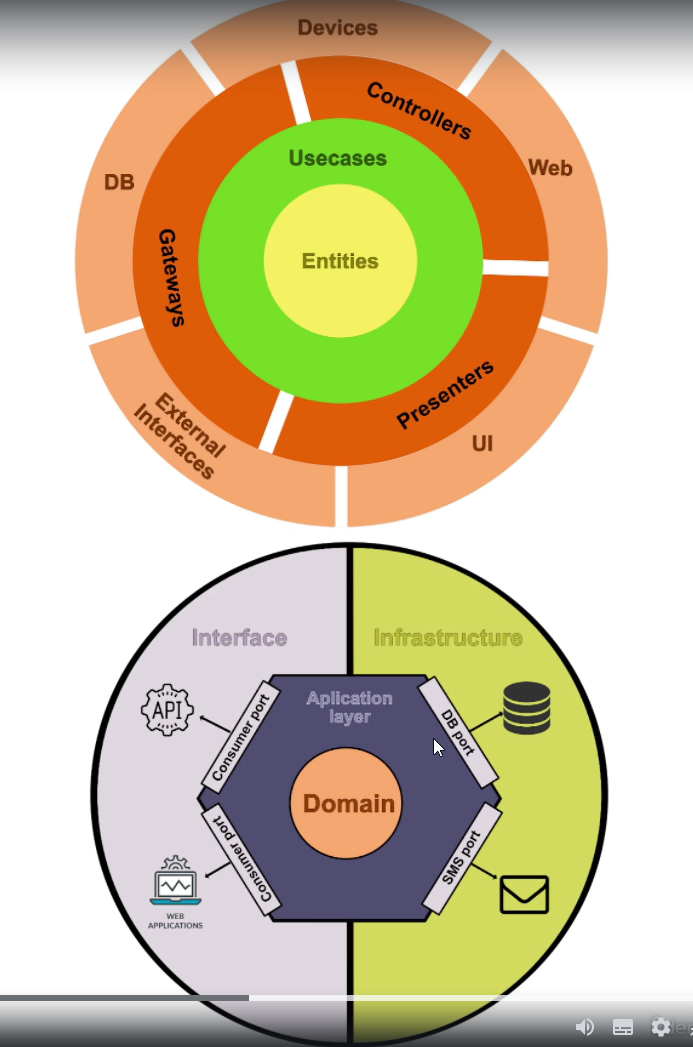 Devices
Controllers
Usecases
Web
DB
Entities
Gateways
Presenters
External
Interfaces
UI
Interface
Infrastructure
Aplication
layer
API
Consumer port
DB port
Domain
Consumer port
SMS port
WEB
APPLICATIONS